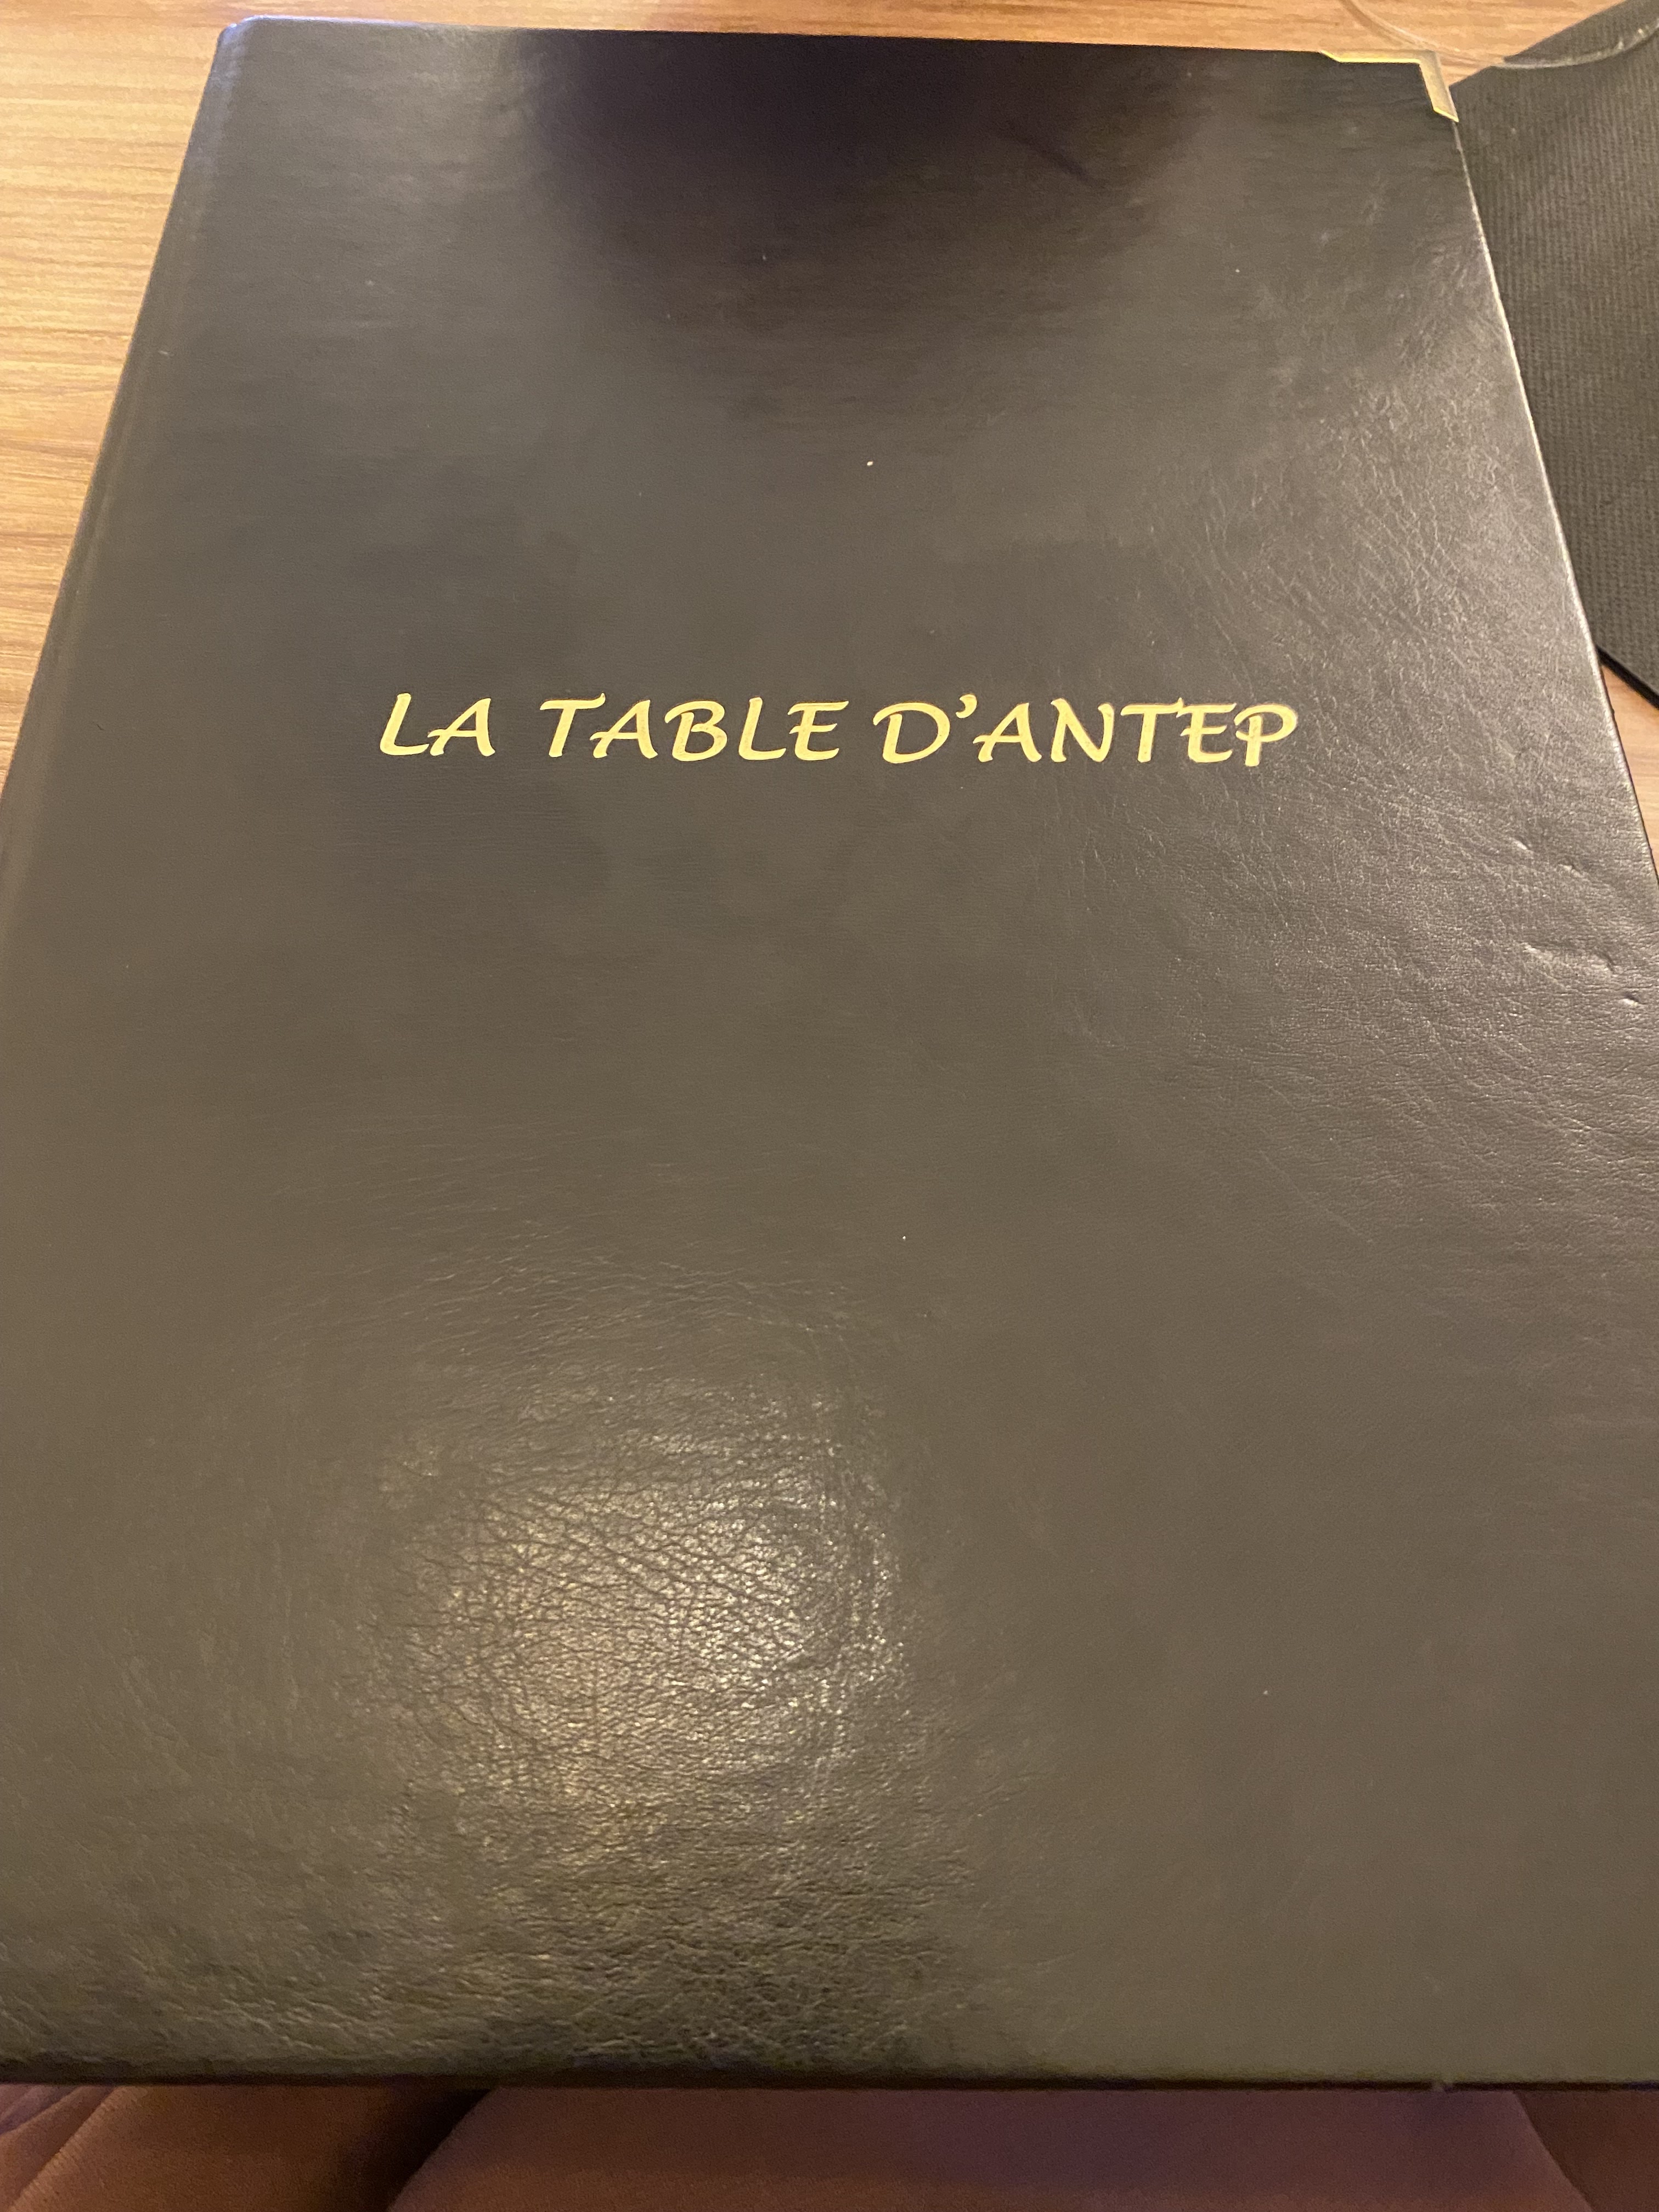 LA TABLE D'ANTEP